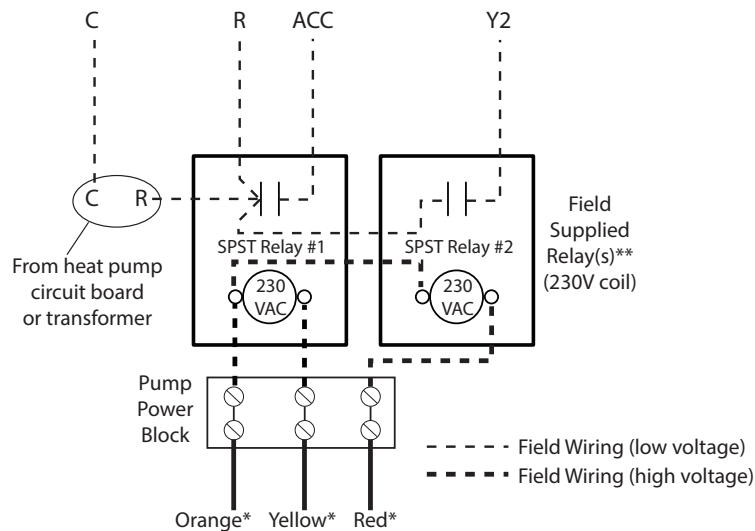 C
R
ACC
Y2
C
R
From heat pump
circuit board
or transformer
SPST Relay #1
230
VAC
SPST Relay #2
230
VAC
Field
Supplied
Relay(s)**
(230V coil)
Pump
Power
Block
Field Wiring (low voltage)
Field Wiring (high voltage)
Orange*
Yellow*
Red*